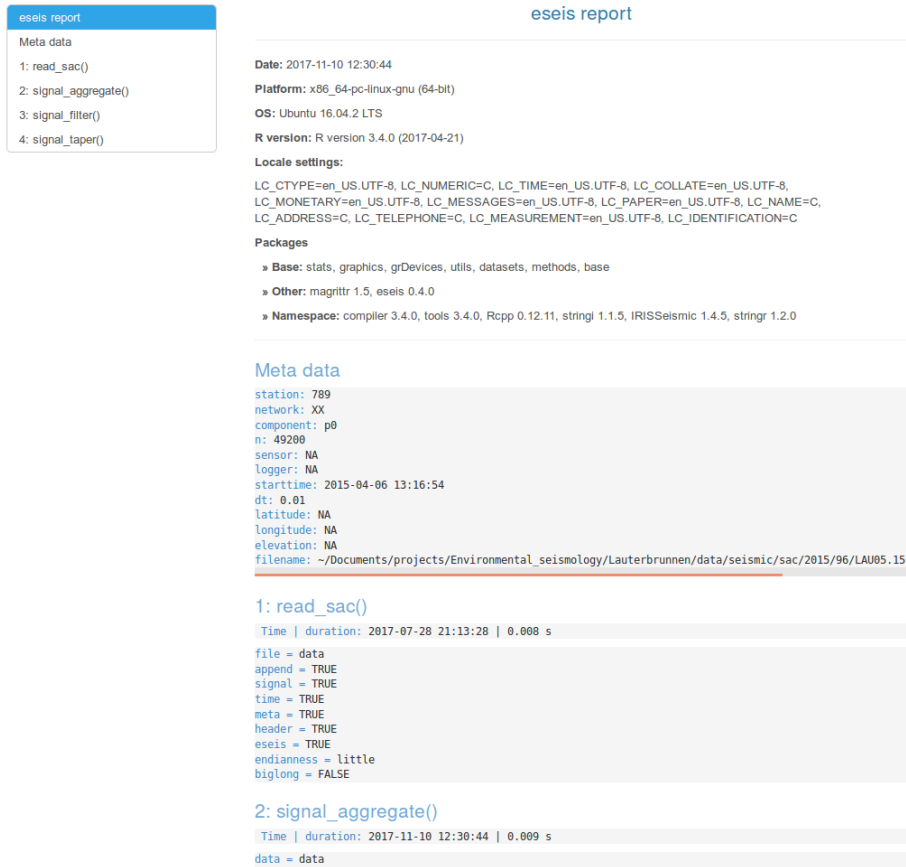 eseis report
Meta data
1: read_sac()
2: signal_aggregate()
3: signal_filter()
4: signal_taper()
eseis report
Date: 2017-11-10 12:30:44
Platform: x86_64-pc-linux-gnu (64-bit)
OS: Ubuntu 16.04.2 LTS
R version: R version 3.4.0 (2017-04-21)
Locale settings:
LC_CTYPE=en_US.UTF-8, LC_NUMERIC=C, LC_TIME=en_US.UTF-8, LC_COLLATE=en_US.UTF-8,
LC_MONETARY=en_US.UTF-8, LC_MESSAGES=en_US.UTF-8, LC_PAPER=en_US.UTF-8, LC_NAME=C,
LC_ADDRESS=C, LC_TELEPHONE=C, LC_MEASUREMENT=en_US.UTF-8, LC_IDENTIFICATION=C
Packages
» Base: stats, graphics, grDevices, utils, datasets, methods, base
» Other: magrittr 1.5, eseis 0.4.0
» Namespace: compiler 3.4.0, tools 3.4.0, Rcpp 0.12.11, stringi 1.1.5, IRISSeismic 1.4.5, stringr 1.2.0
Meta data
station: 789
network: XX
component: p0
n: 49200
sensor: NA
logger: NA
starttime: 2015-04-06 13:16:54
dt: 0.01
latitude: NA
longitude: NA
elevation: NA
filename: ~/Documents/projects/Environmental_seismology/Lauterbrunnen/data/seismic/sac/2015/96/LAU05.15
1: read_sac()
Time | duration: 2017-07-28 21:13:28 | 0.008 s
file = data
append = TRUE
signal = TRUE
time = TRUE
meta = TRUE
header = TRUE
eseis = TRUE
endianness = little
biglong = FALSE
2: signal_aggregate()
Time | duration: 2017-11-10 12:30:44 | 0.009 s
data = data